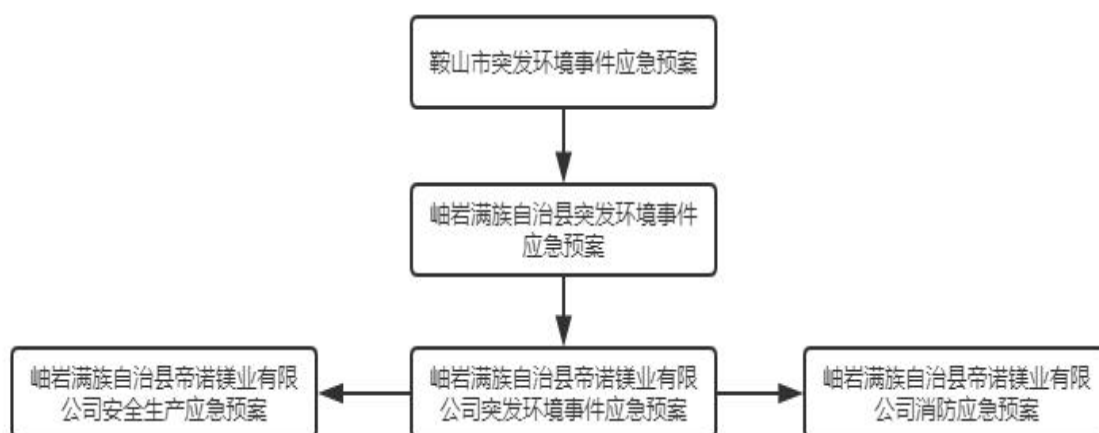 鞍山市突发环境事件应急预案
岫岩满族自治县突发环境事件
应急预案
岫岩满族自治县帝诺镁业有限
公司安全生产应急预案
岫岩满族自治县帝诺镁业有限
公司突发环境事件应急预案
岫岩满族自治县帝诺镁业有限
公司消防应急预案